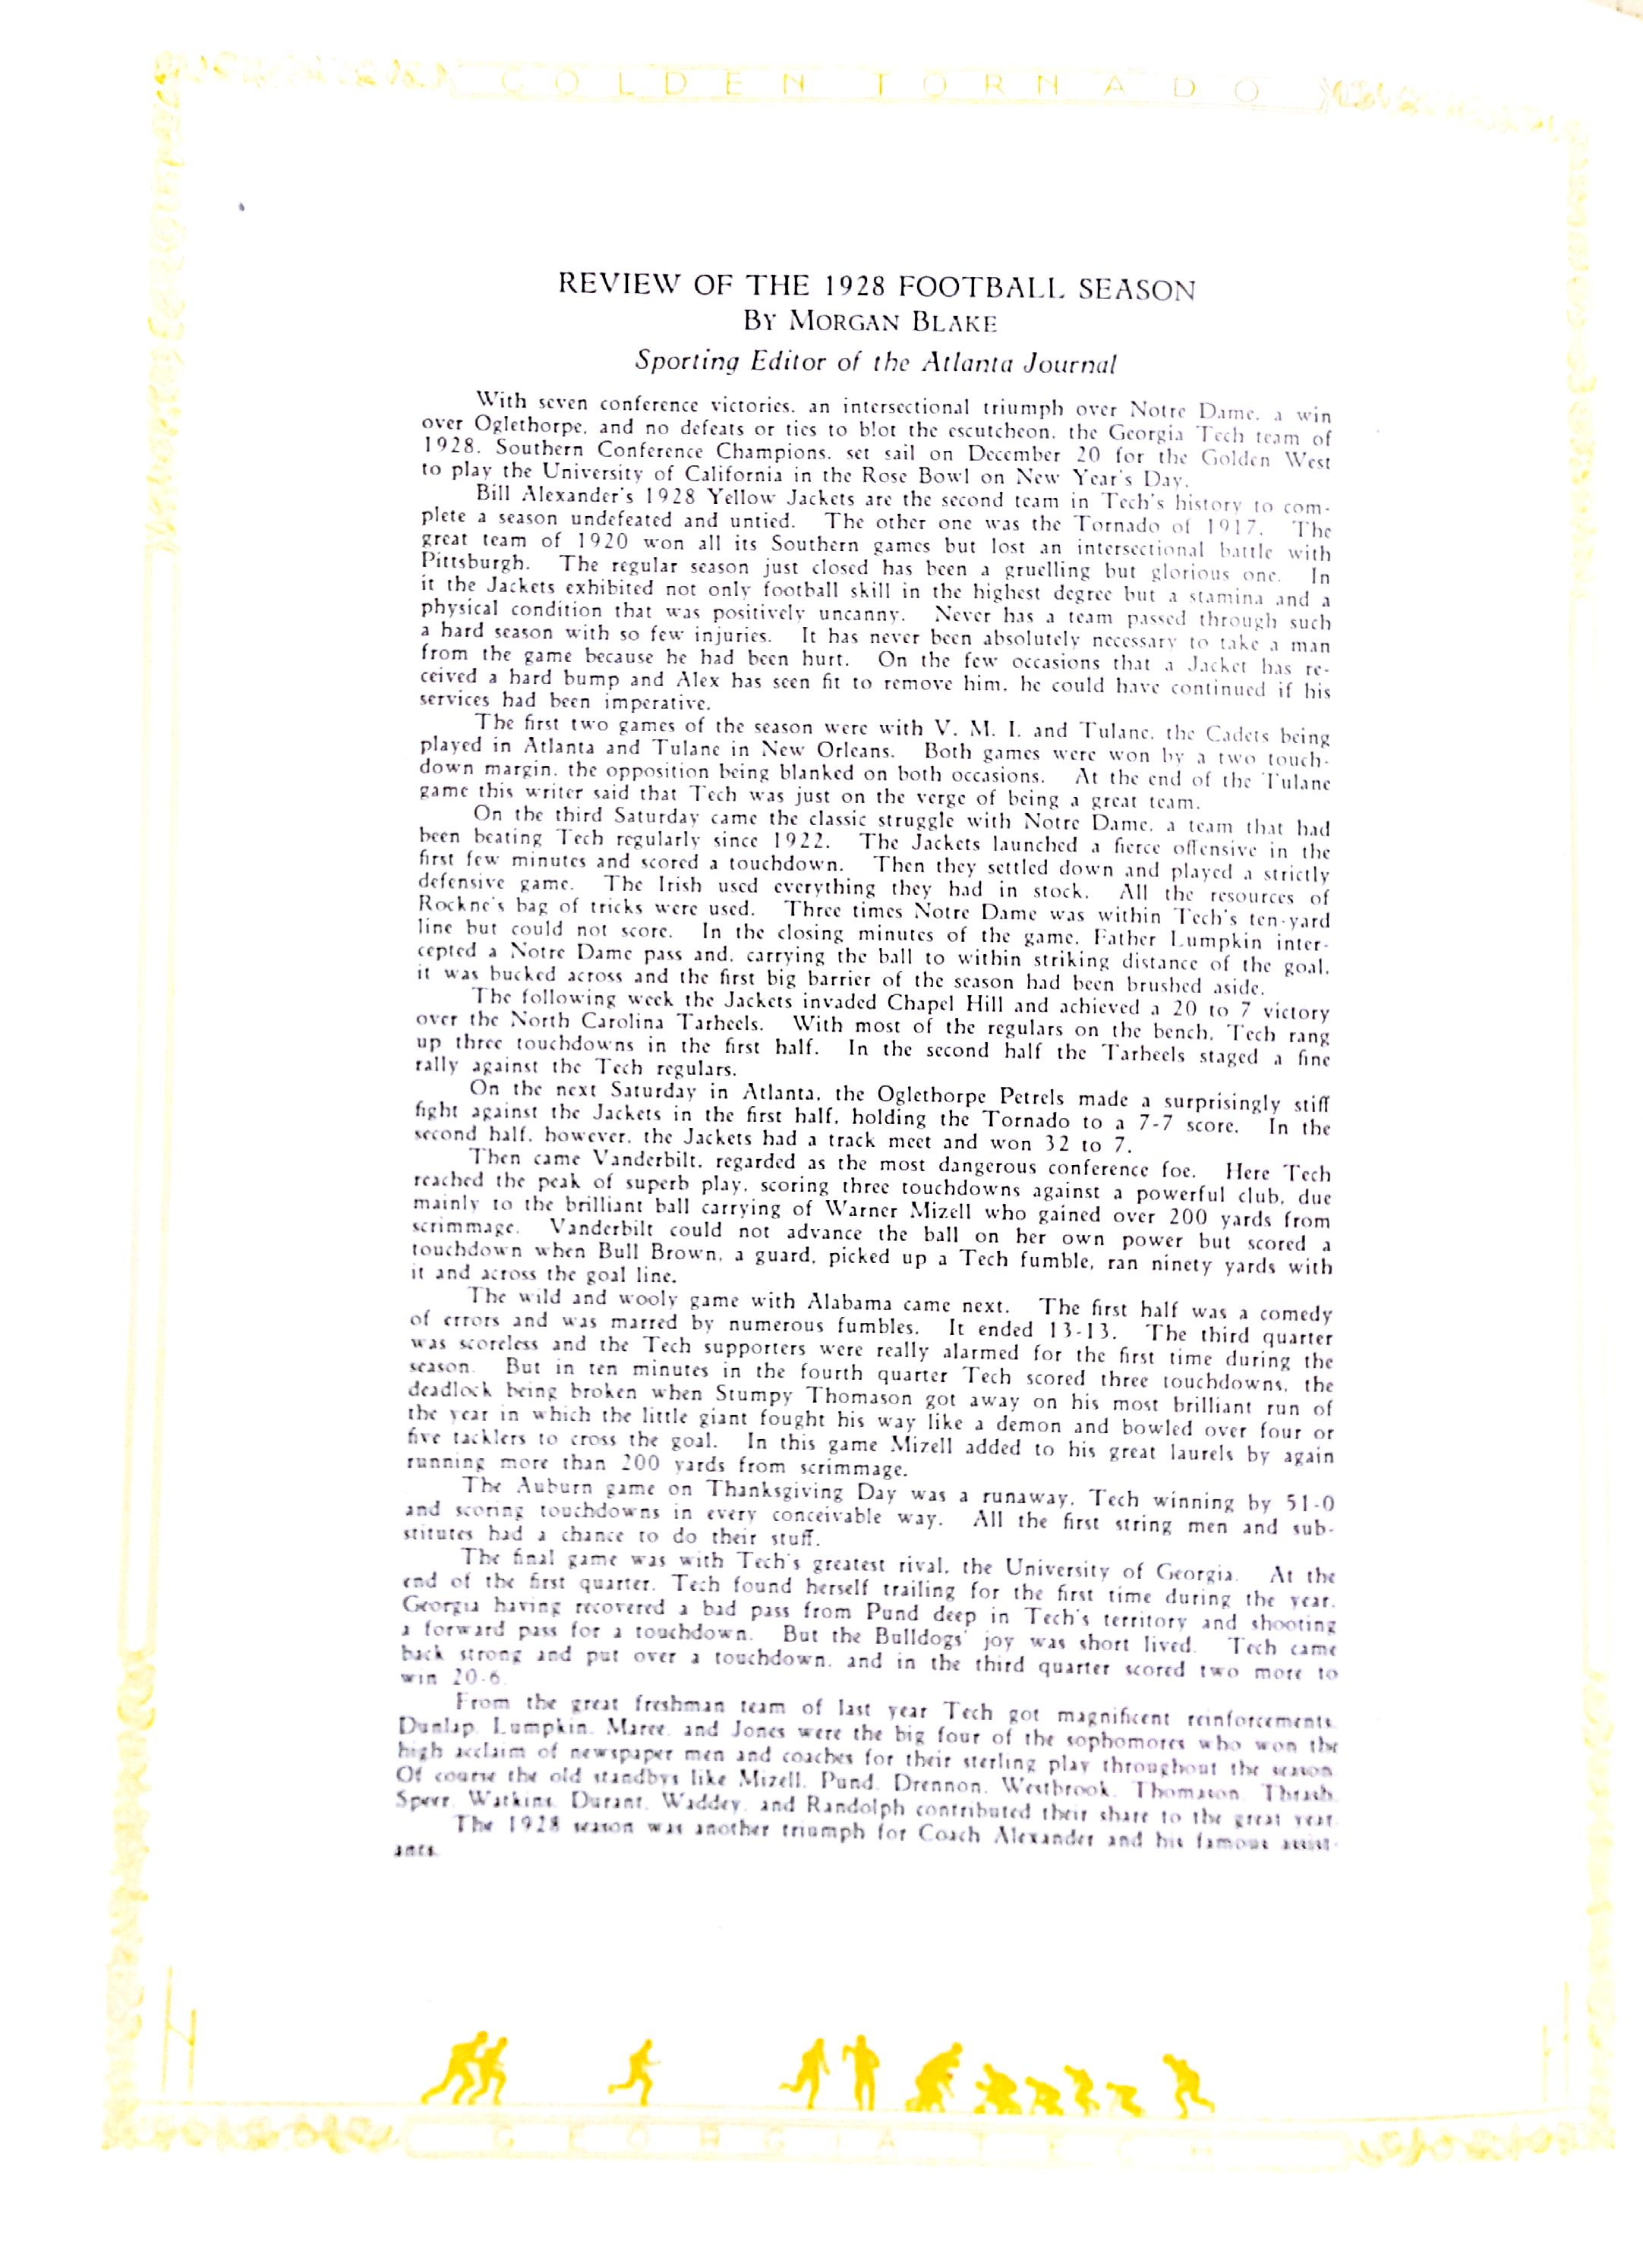 GOLDEN TORNADO
REVIEW OF THE 1928 FOOTBALL SEASON
BY MORGAN BLAKE
Sporting Editor of the Atlanta Journal
With seven conference victories, an intersectional triumph over Notre Dame, a win
over Oglethorpe, and no defeats or ties to blot the escutcheon, the Georgia Tech team of
1928, Southern Conference Champions, set sail on December 20 for the Golden West
to play the University of California in the Rose Bowl on New Year's Day.
Bill Alexander's 1928 Yellow Jackets are the second team in Tech's history to com-
plete a season undefeated and untied. The other one was the Tornado of 1917. The
great team of 1920 won all its Southern games but lost an intersectional battle with
Pittsburgh. The regular season just closed has been a gruelling but glorious one. In
it the Jackets exhibited not only football skill in the highest degree but a stamina and a
physical condition that was positively uncanny. Never has a team passed through such
a hard season with so few injuries. It has never been absolutely necessary to take a man
from the game because he had been hurt. On the few occasions that a Jacket has re-
ceived a hard bump and Alex has seen fit to remove him, he could have continued if his
services had been imperative.
The first two games of the season were with V. M. I. and Tulane, the Cadets being
played in Atlanta and Tulane in New Orleans. Both games were won by a two touch-
down margin, the opposition being blanked on both occasions. At the end of the Tulane
game this writer said that Tech was just on the verge of being a great team.
On the third Saturday came the classic struggle with Notre Dame, a team that had
been beating Tech regularly since 1922. The Jackets launched a fierce offensive in the
first few minutes and scored a touchdown. Then they settled down and played a strictly
defensive game. The Irish used everything they had in stock. All the resources of
Rockne's bag of tricks were used. Three times Notre Dame was within Tech's ten-yard
line but could not score. In the closing minutes of the game, Father Lumpkin inter-
cepted a Notre Dame pass and, carrying the ball to within striking distance of the goal,
it was bucked across and the first big barrier of the season had been brushed aside.
The following week the Jackets invaded Chapel Hill and achieved a 20 to 7 victory
over the North Carolina Tarheels. With most of the regulars on the bench, Tech rang
up three touchdowns in the first half. In the second half the Tarheels staged a fine
rally against the Tech regulars.
On the next Saturday in Atlanta, the Oglethorpe Petrels made a surprisingly stiff
fight against the Jackets in the first half, holding the Tornado to a 7-7 score. In the
second half, however, the Jackets had a track meet and won 32 to 7.
Then came Vanderbilt, regarded as the most dangerous conference foe. Here Tech
reached the peak of superb play, scoring three touchdowns against a powerful club, due
mainly to the brilliant ball carrying of Warner Mizell who gained over 200 yards from
scrimmage. Vanderbilt could not advance the ball on her own power but scored a
touchdown when Bull Brown, a guard, picked up a Tech fumble, ran ninety yards with
it and across the goal line.
The wild and wooly game with Alabama came next. The first half was a comedy
of errors and was marred by numerous fumbles. It ended 13-13. The third quarter
was scoreless and the Tech supporters were really alarmed for the first time during the
season. But in ten minutes in the fourth quarter Tech scored three touchdowns, the
deadlock being broken when Stumpy Thomason got away on his most brilliant run of
the year in which the little giant fought his way like a demon and bowled over four or
five tacklers to cross the goal. In this game Mizell added to his great laurels by again
running more than 200 yards from scrimmage.
The Auburn game on Thanksgiving Day was a runaway, Tech winning by 51-0
and scoring touchdowns in every conceivable way. All the first string men and sub-
stitutes had a chance to do their stuff.
The final game was with Tech's greatest rival, the University of Georgia. At the
end of the first quarter, Tech found herself trailing for the first time during the year,
Georgia having recovered a bad pass from Pund deep in Tech's territory and shooting
a forward pass for a touchdown. But the Bulldogs' joy was short lived. Tech came
back strong and put over a touchdown, and in the third quarter scored two more to
win 20-6.
From the great freshman team of last year Tech got magnificent reinforcements.
Dunlap, Lumpkin, Maree, and Jones were the big four of the sophomores who won the
high acclaim of newspaper men and coaches for their sterling play throughout the season.
Of course the old standbys like Mizell, Pund, Drennon, Westbrook, Thomason, Thrash,
Speer, Watkins, Durant, Waddey, and Randolph contributed their share to the great year.
The 1928 season was another triumph for Coach Alexander and his famous assist-
ants.
GEORGIA TECH